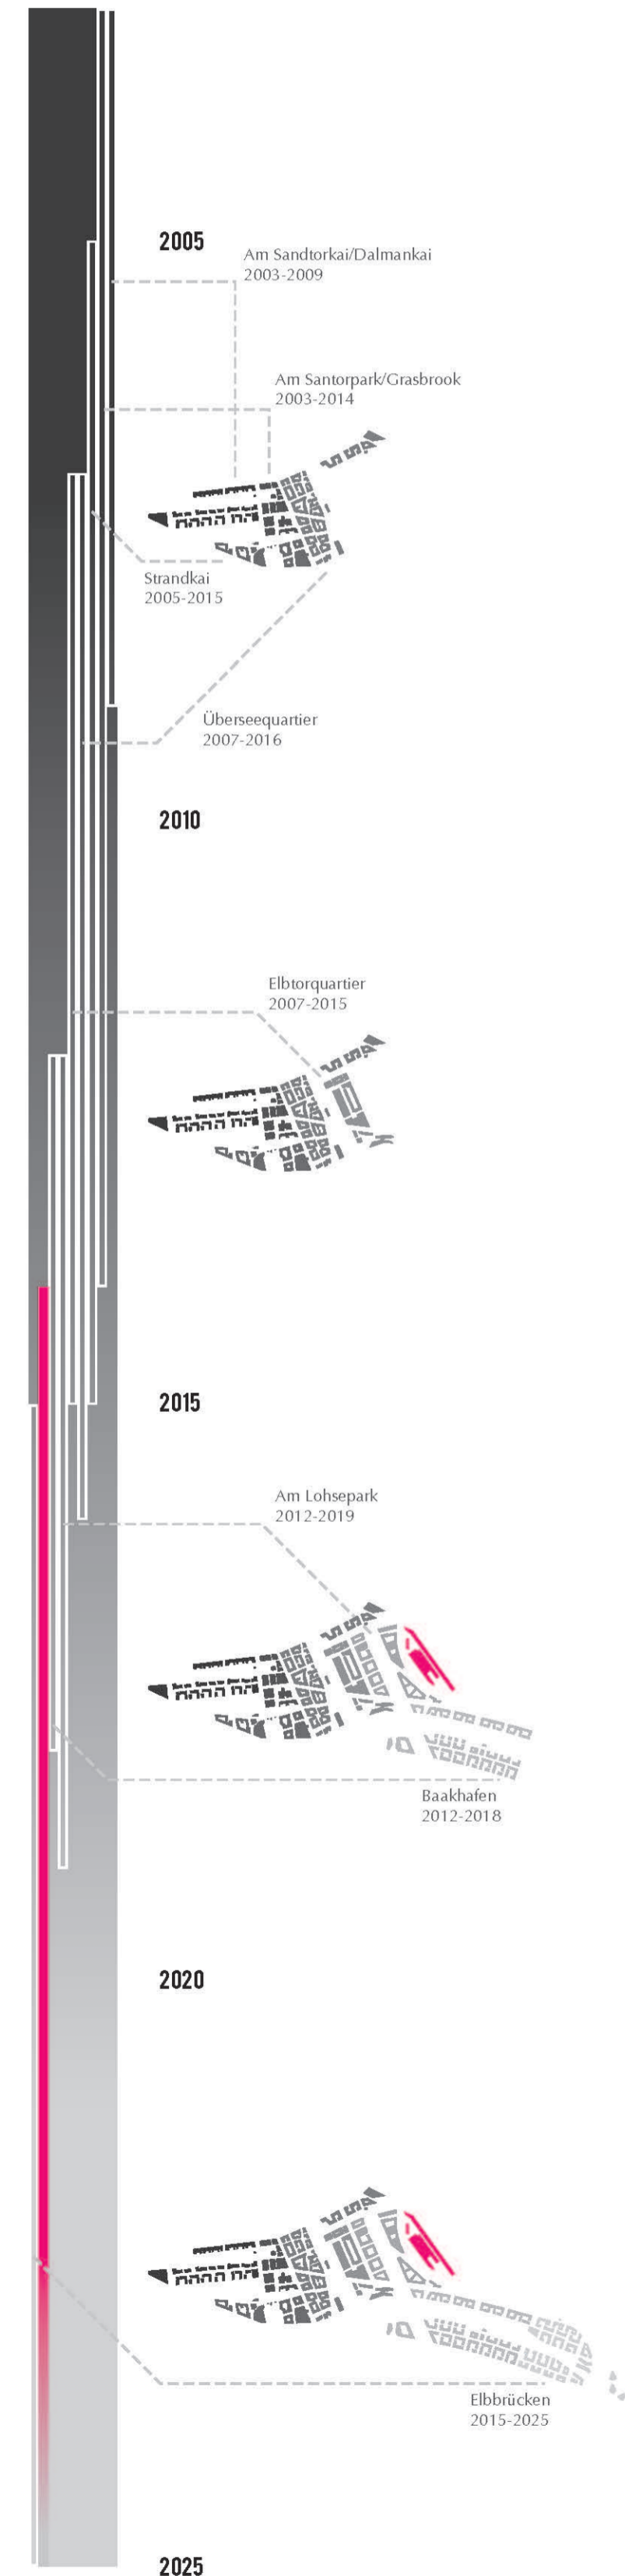 2005
Am Sandtorkai/Dalmankai
2003-2009
Am Santorpark/Grasbrook
2003-2014
Strandkai
2005-2015
Überseequartier
2007-2016
2010
Elbtorquartier
2007-2015
2015
Am Lohsepark
2012-2019
Baakhafen
2012-2018
2020
Elbbrücken
2015-2025
2025